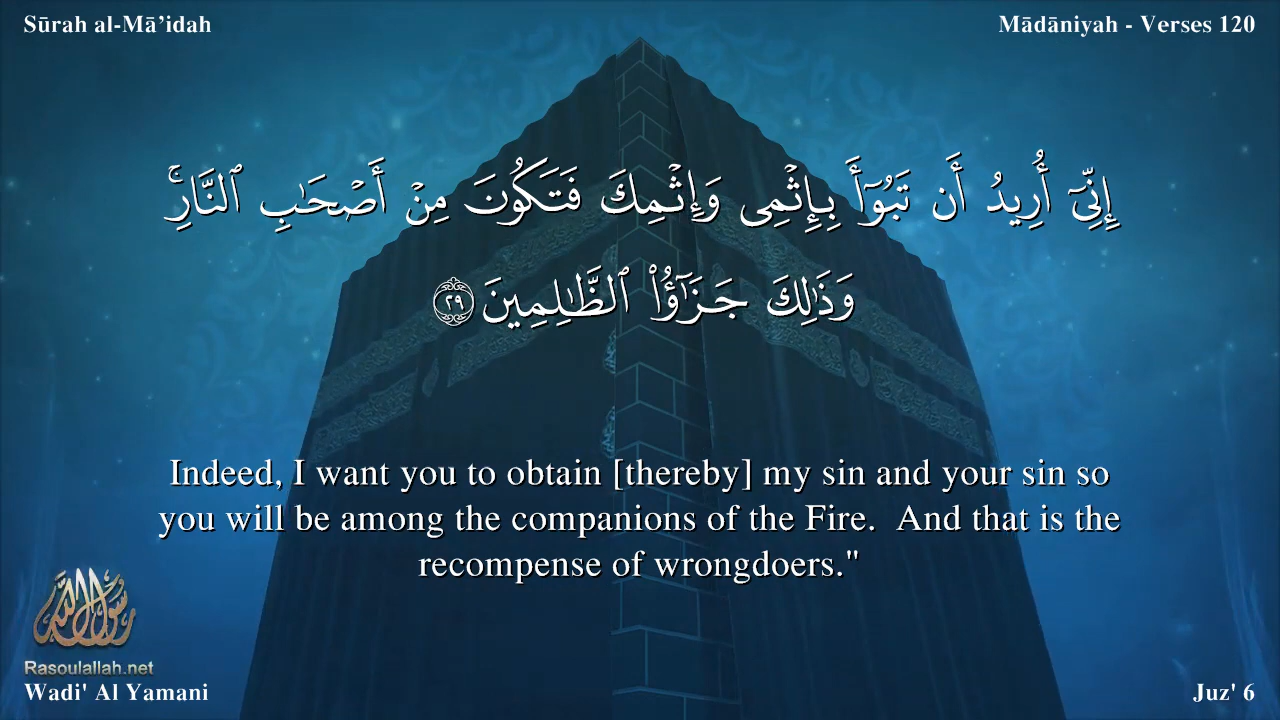 Sūrah al-Mā’idah
Mādāniyah - Verses 120
إِنِّىٓ أُرِيدُ أَن تَبُوٓأَ بِإِثْمِى وَإِثْمِكَ فَتَكُونَ مِنْ أَصْحَـٰبِ ٱلنَّارِ ۚ
وَذَٰلِكَ جَزَٰٓؤُا۟ ٱلظَّـٰلِمِينَ ٢٩
Indeed, I want you to obtain [thereby] my sin and your sin so
you will be among the companions of the Fire.  And that is the
recompense of wrongdoers."
رسول الله
Rasoulallah.net
Wadi' Al Yamani
Juz' 6